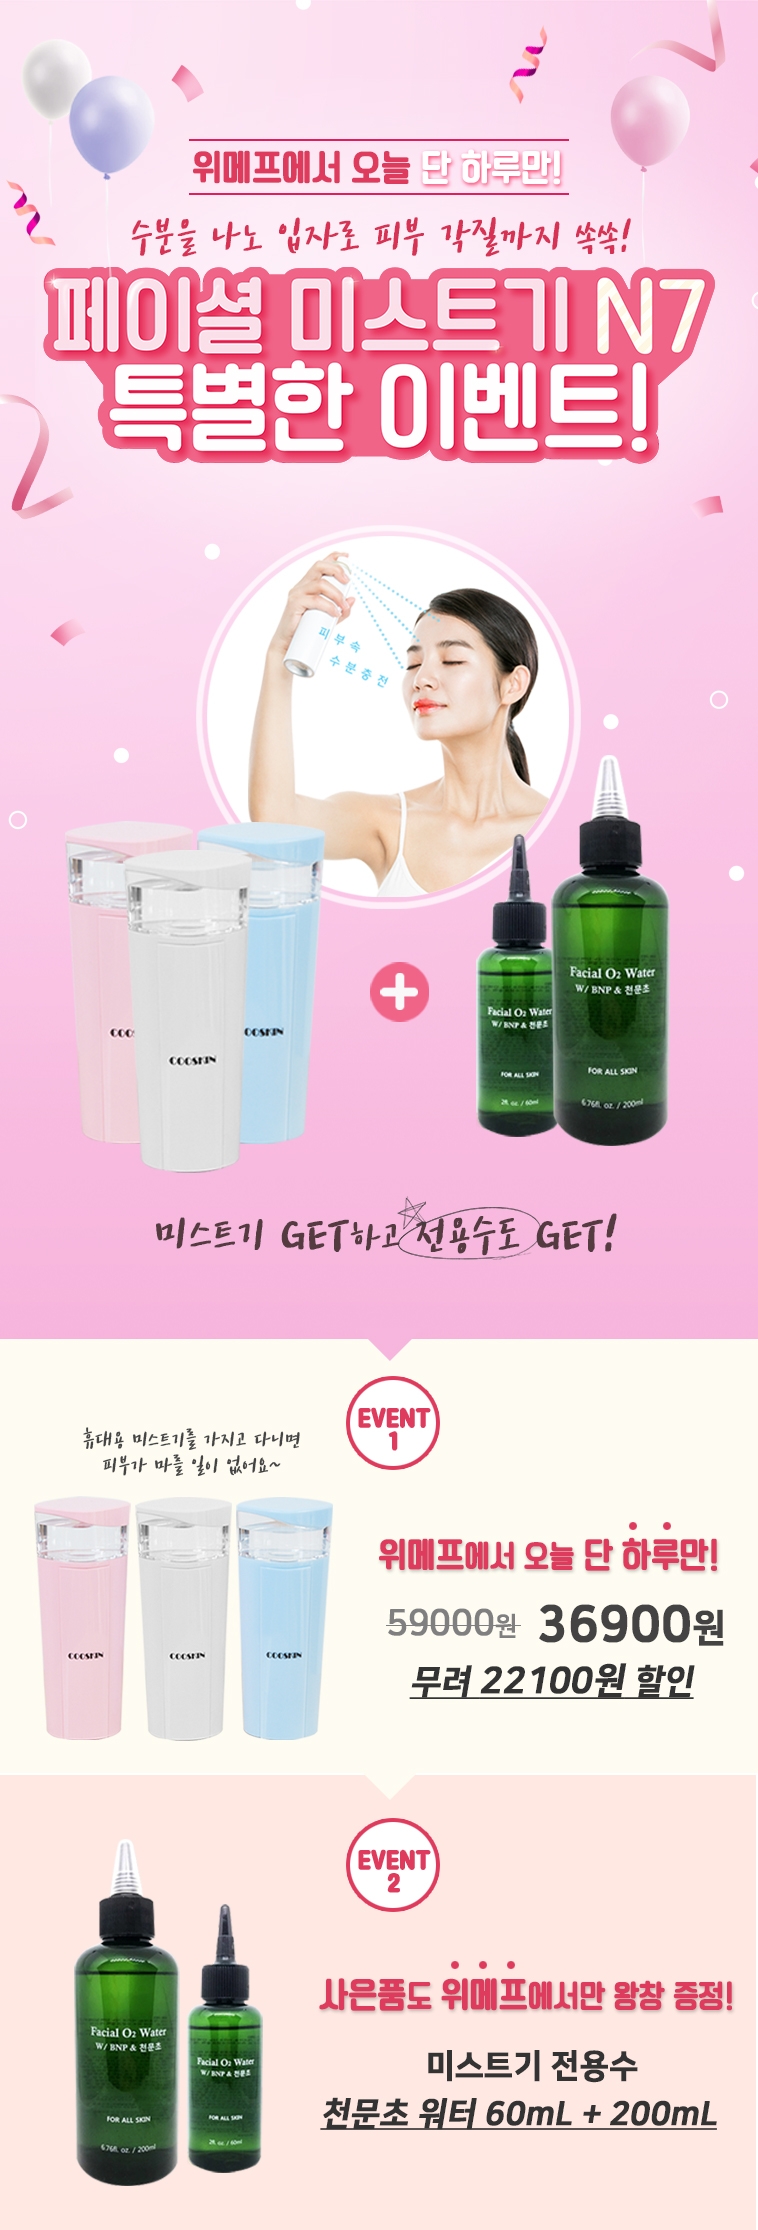 위메프에서 오늘 단 하루만!
수분을 나노 입자로 피부 각질까지 쏙쏙!
페이셜 미스트기 N7
특별한 이벤트!
피부속
수분충전
COOSKIN
COOSKIN
Facial O₂ Water
W/ BNP & 천문초
FOR ALL SKIN
2fl. oz. / 60ml
Facial O₂ Water
W/ BNP & 천문초
FOR ALL SKIN
6.76fl. oz. / 200ml
미스트기 GET하고 전용수도 GET!
EVENT
1
휴대용 미스트기를 가지고 다니면
피부가 마를 일이 없어요~
COOSKIN
COOSKIN
COOSKIN
위메프에서 오늘 단 하루만!
59000원 36900원
무려 22100원 할인
EVENT
2
Facial O₂ Water
W/ BNP & 천문초
FOR ALL SKIN
6.76fl. oz. / 200ml
Facial O₂ Water
W/ BNP & 천문초
FOR ALL SKIN
2fl. oz. / 60ml
사은품도 위메프에서만 왕창 증정!
미스트기 전용수
천문초 워터 60mL + 200mL